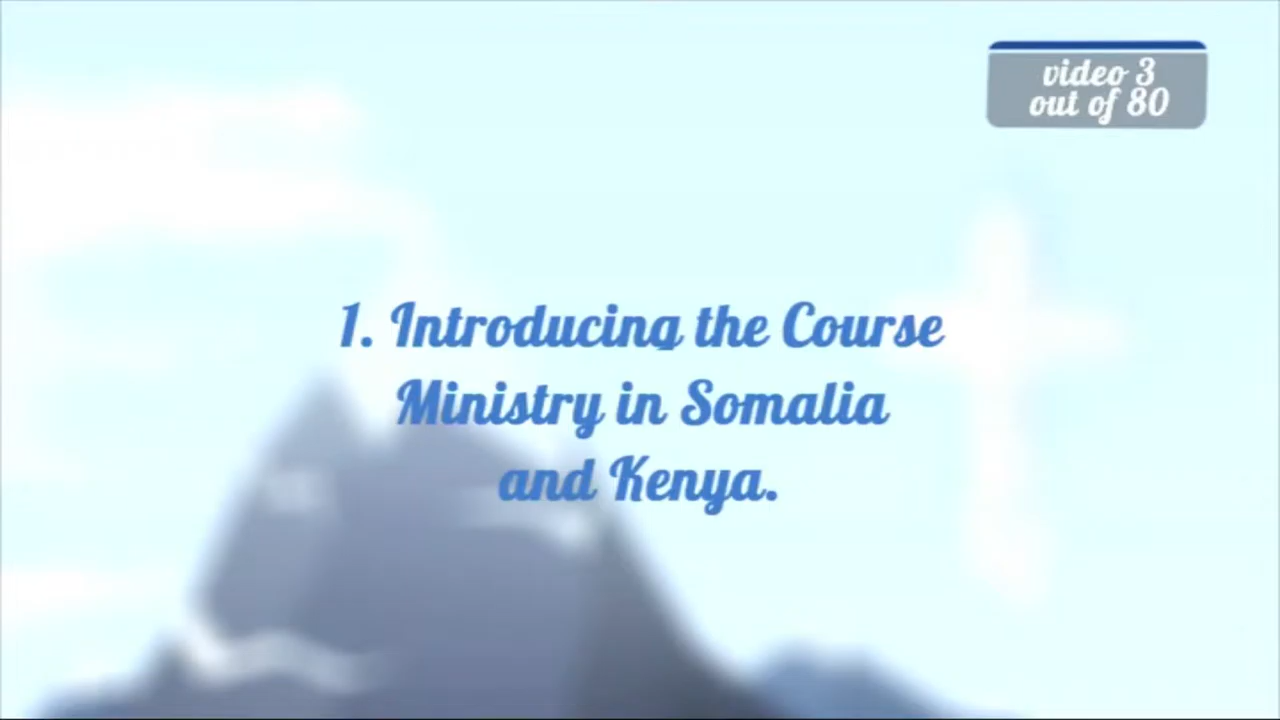 video 3
out of 80
1. Introducing the Course
Ministry in Somalia
and Kenya.